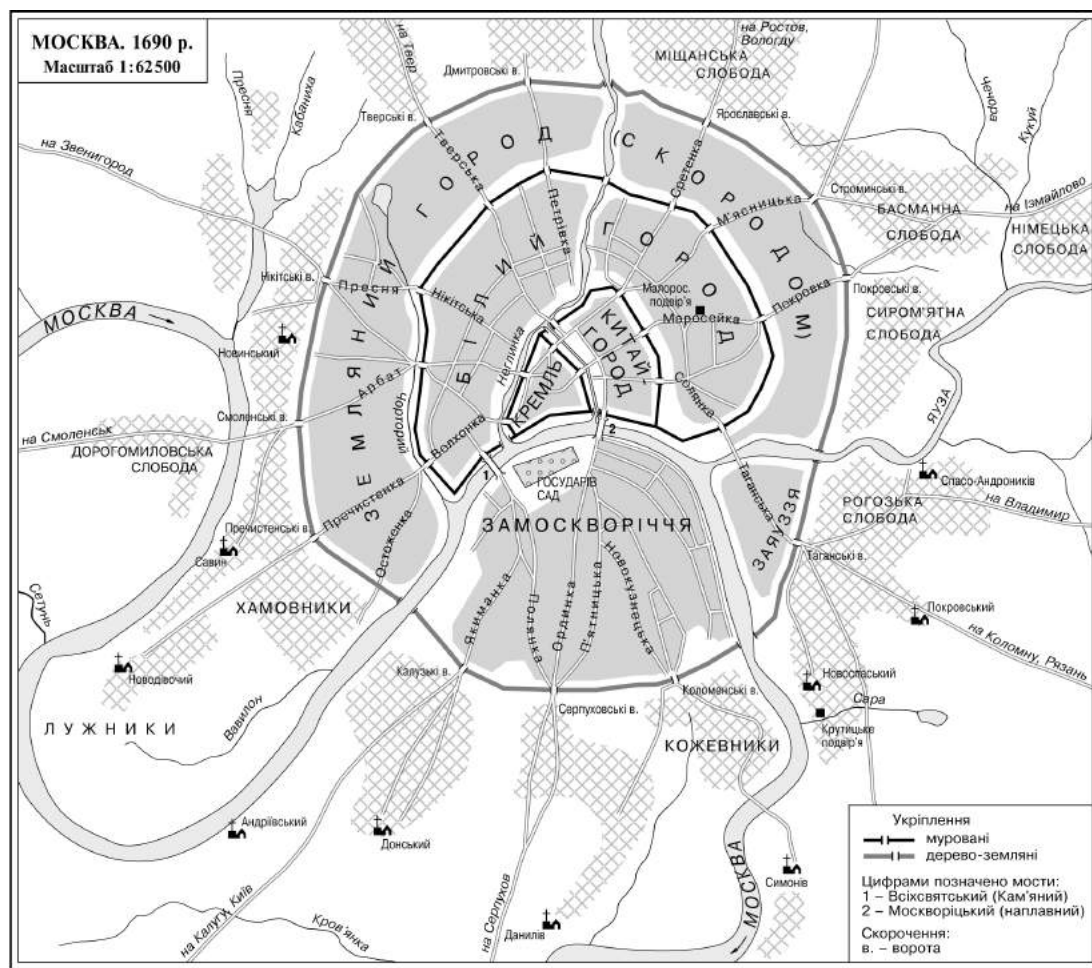 МОСКВА. 1690 р.
Масштаб 1:62500
Пресня
Кабаниха
на Твер
на Ростов,
Вологду
МІЩАНСЬКА
СЛОБОДА
Дмитровські в.
Ярославські в.
Тверські в.
Чечора
Кукуй
на Звенигород
Тверська
Петрівка
Сретенка
М'ясницька
Строминські в.
на Ізмайлово
БАСМАННА
СЛОБОДА
НІМЕЦЬКА
СЛОБОДА
ЗЕМЛЯНИЙ ГОРОД (СКОРОДОМ)
БІЛИЙ ГОРОД
Нікітські в.
Пресня
Нікітська
Малорос.
подвір'я
Маросейка
Покровка
Покровські в.
СИРОМ'ЯТНА
СЛОБОДА
МОСКВА
Новинський
КИТАЙ-
ГОРОД
КРЕМЛЬ
Неглинка
Арбат
Солянка
ЯУЗА
Смоленські в.
Чорторий
Волхонка
на Смоленськ
ДОРОГОМИЛОВСЬКА
СЛОБОДА
1
2
ГОСУДАРІВ
САД
Таганська
ЗАЯУЗЗЯ
Спасо-Андроників
РОГОЗЬКА
СЛОБОДА
на Владимир
Пречистенка
Остоженка
Пречистенські в.
Савин
ЗАМОСКВОРІЧЧЯ
Таганські в.
Сетунь
ХАМОВНИКИ
Якиманка
Полянка
Ординка
П'ятницька
Новокузнецька
Покровський
на Коломну, Рязань
Новодівочий
Калузькі в.
Серпуховські в.
Коломенські в.
Новоспаський
Сара
Крутицьке
подвір'я
ЛУЖНИКИ
Вавилон
КОЖЕВНИКИ
Андріївський
Донський
Симонів
МОСКВА
на Калугу, Київ
Кров'янка
на Серпухов
Данилів
Укріплення
муровані
дерево-земляні
Цифрами позначено мости:
1 – Всіхсвятський (Кам'яний)
2 – Москворіцький (наплавний)
Скорочення:
в. – ворота